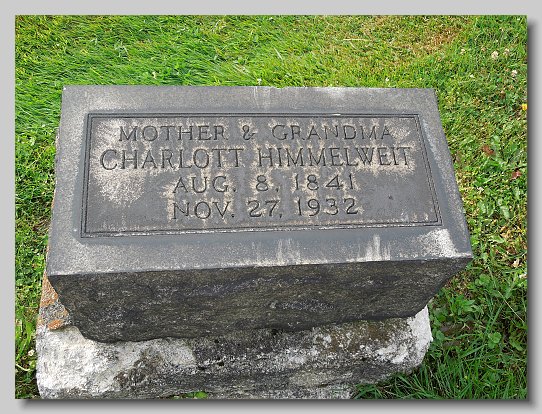 MOTHER & GRANDMA
CHARLOTT HIMMELWEIT
AUG. 8, 1841
NOV. 27, 1932